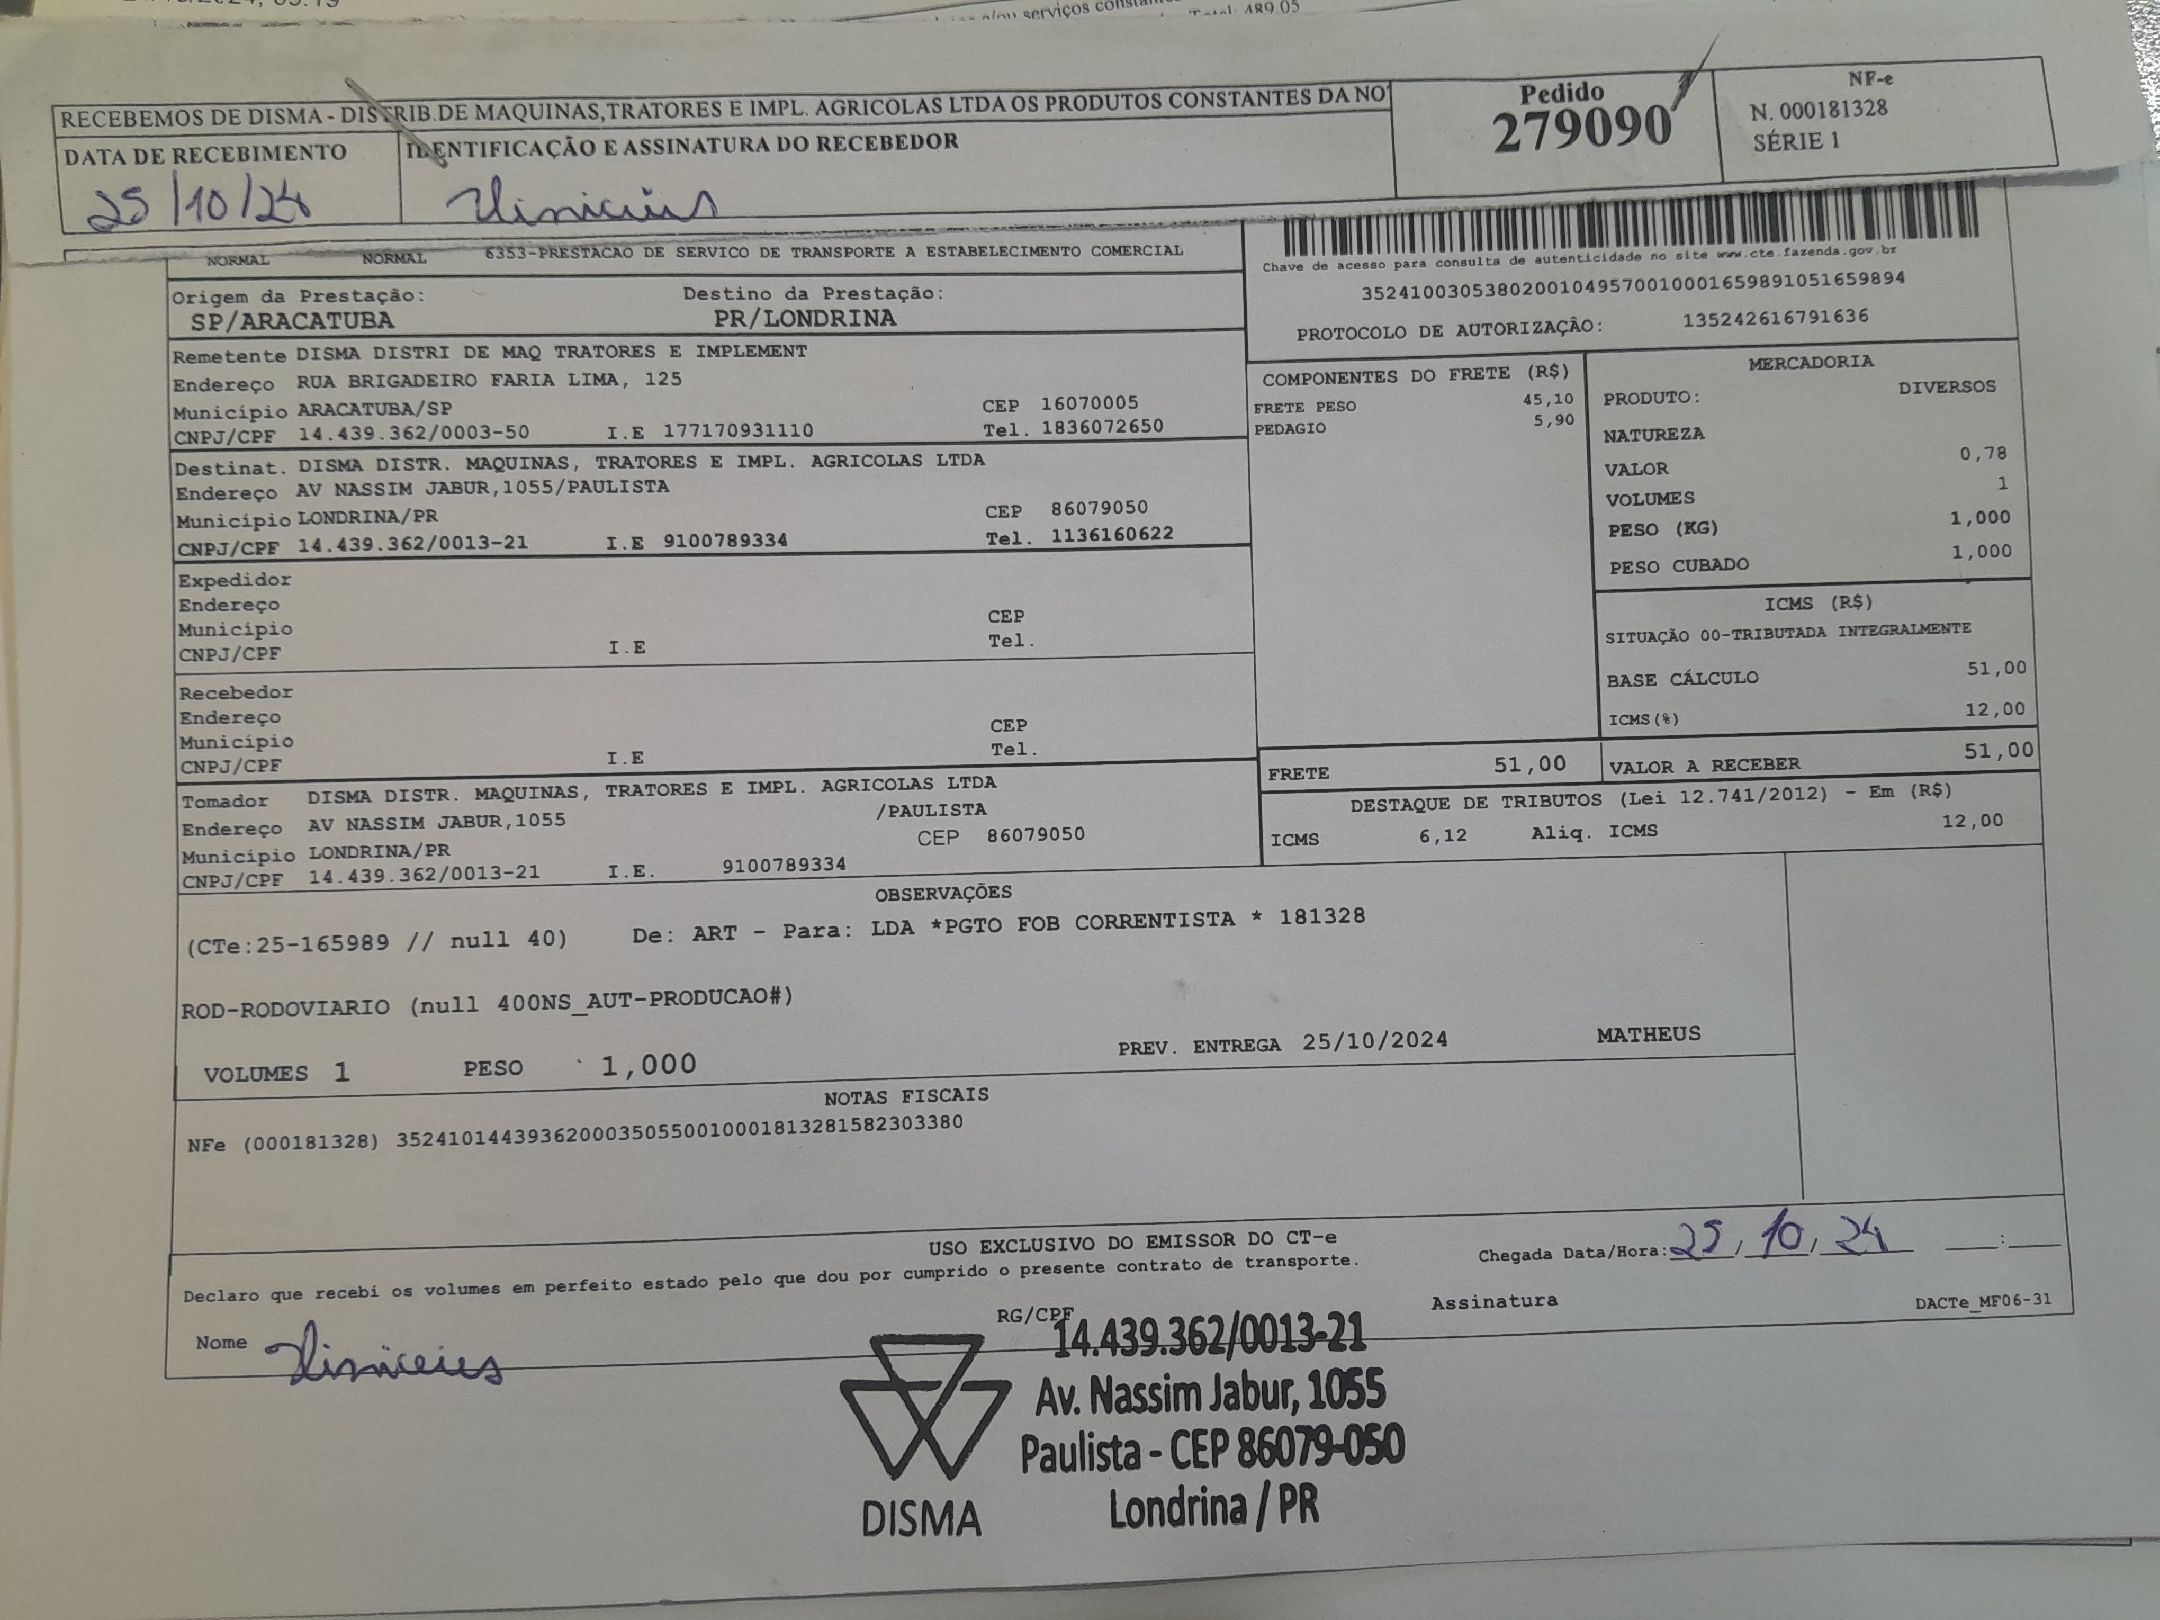 serviços
Total: 489,05
RECEBEMOS DE DISMA - DISTRIB.DE MAQUINAS,TRATORES E IMPL. AGRICOLAS LTDA OS PRODUTOS CONSTANTES DA NO
Pedido
279090
NF-e
N. 000181328
SÉRIE 1
DATA DE RECEBIMENTO
IDENTIFICAÇÃO E ASSINATURA DO RECEBEDOR
25/10/24
Vinicius
NORMAL NORMAL 6353-PRESTACAO DE SERVICO DE TRANSPORTE A ESTABELECIMENTO COMERCIAL
Chave de acesso para consulta de autenticidade no site www.cte.fazenda.gov.br
35241003053802001049570010001659891051659894
PROTOCOLO DE AUTORIZAÇÃO: 135242616791636
Origem da Prestação: Destino da Prestação:
SP/ARACATUBA PR/LONDRINA
Remetente DISMA DISTRI DE MAQ TRATORES E IMPLEMENT
Endereço RUA BRIGADEIRO FARIA LIMA, 125
Município ARACATUBA/SP CEP 16070005
CNPJ/CPF 14.439.362/0003-50 I.E 177170931110 Tel. 1836072650
Destinat. DISMA DISTR. MAQUINAS, TRATORES E IMPL. AGRICOLAS LTDA
Endereço AV NASSIM JABUR,1055/PAULISTA
Município LONDRINA/PR CEP 86079050
CNPJ/CPF 14.439.362/0013-21 I.E 9100789334 Tel. 1136160622
Expedidor
Endereço
Município CEP
CNPJ/CPF I.E Tel.
Recebedor
Endereço
Município CEP
CNPJ/CPF I.E Tel.
Tomador DISMA DISTR. MAQUINAS, TRATORES E IMPL. AGRICOLAS LTDA
Endereço AV NASSIM JABUR,1055 /PAULISTA
Município LONDRINA/PR CEP 86079050
CNPJ/CPF 14.439.362/0013-21 I.E. 9100789334
COMPONENTES DO FRETE (R$)
FRETE PESO 45,10
PEDAGIO 5,90
MERCADORIA
PRODUTO: DIVERSOS
NATUREZA
VALOR 0,78
VOLUMES 1
PESO (KG) 1,000
PESO CUBADO 1,000
ICMS (R$)
SITUAÇÃO 00-TRIBUTADA INTEGRALMENTE
BASE CÁLCULO 51,00
ICMS(%) 12,00
FRETE 51,00 VALOR A RECEBER 51,00
DESTAQUE DE TRIBUTOS (Lei 12.741/2012) - Em (R$)
ICMS 6,12 Aliq. ICMS 12,00
OBSERVAÇÕES
(CTe:25-165989 // null 40) De: ART - Para: LDA *PGTO FOB CORRENTISTA * 181328
ROD-RODOVIARIO (null 400NS_AUT-PRODUCAO#)
VOLUMES 1 PESO 1,000 PREV. ENTREGA 25/10/2024 MATHEUS
NOTAS FISCAIS
NFe (000181328) 35241014439362000350550010001813281582303380
USO EXCLUSIVO DO EMISSOR DO CT-e
Declaro que recebi os volumes em perfeito estado pelo que dou por cumprido o presente contrato de transporte.
Chegada Data/Hora: 25/10/24 :
Nome Vinicius RG/CPF Assinatura DACTe_MF06-31
14.439.362/0013-21
Av. Nassim Jabur, 1055
Paulista - CEP 86079-050
Londrina / PR
DISMA